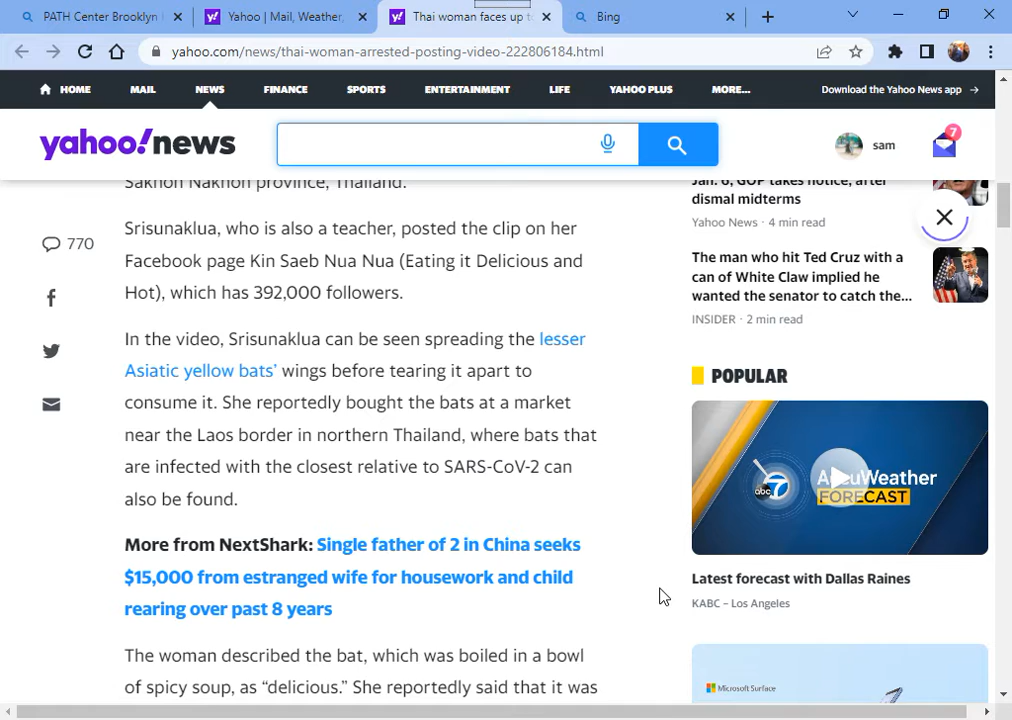 PATH Center Brooklyn
Yahoo | Mail, Weather,
Thai woman faces up t
Bing
yahoo.com/news/thai-woman-arrested-posting-video-222806184.html
HOME
MAIL
NEWS
FINANCE
SPORTS
ENTERTAINMENT
LIFE
YAHOO PLUS
MORE...
Download the Yahoo News app
yahoo!news
sam
7
770
Sakhon Nakhon province, Thailand.
Srisunaklua, who is also a teacher, posted the clip on her
Facebook page Kin Saeb Nua Nua (Eating it Delicious and
Hot), which has 392,000 followers.
In the video, Srisunaklua can be seen spreading the lesser
Asiatic yellow bats’ wings before tearing it apart to
consume it. She reportedly bought the bats at a market
near the Laos border in northern Thailand, where bats that
are infected with the closest relative to SARS-CoV-2 can
also be found.
More from NextShark: Single father of 2 in China seeks
$15,000 from estranged wife for housework and child
rearing over past 8 years
The woman described the bat, which was boiled in a bowl
of spicy soup, as “delicious.” She reportedly said that it was
Jan. 6, GOP takes notice, after
dismal midterms
Yahoo News · 4 min read
The man who hit Ted Cruz with a
can of White Claw implied he
wanted the senator to catch the...
INSIDER · 2 min read
POPULAR
abc 7
AccuWeather
FORECAST
Latest forecast with Dallas Raines
KABC – Los Angeles
Microsoft Surface